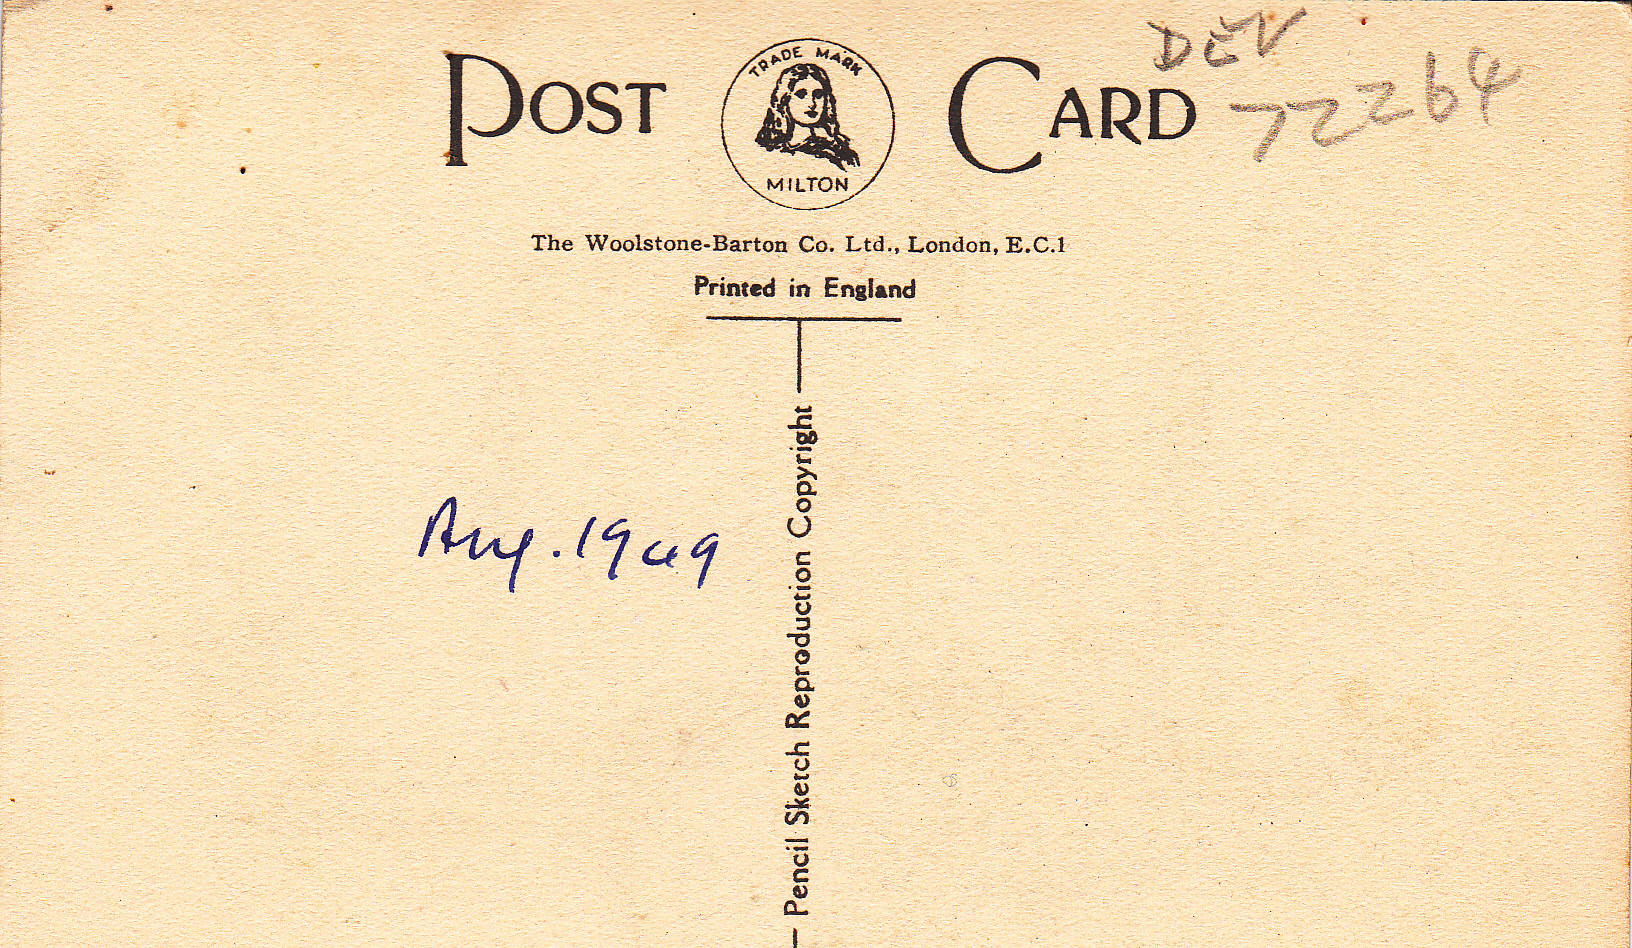 DEV
72264
POST CARD
TRADE MARK
MILTON
The Woolstone-Barton Co. Ltd., London, E.C.1
Printed in England
Aug. 1949
Pencil Sketch Reproduction Copyright